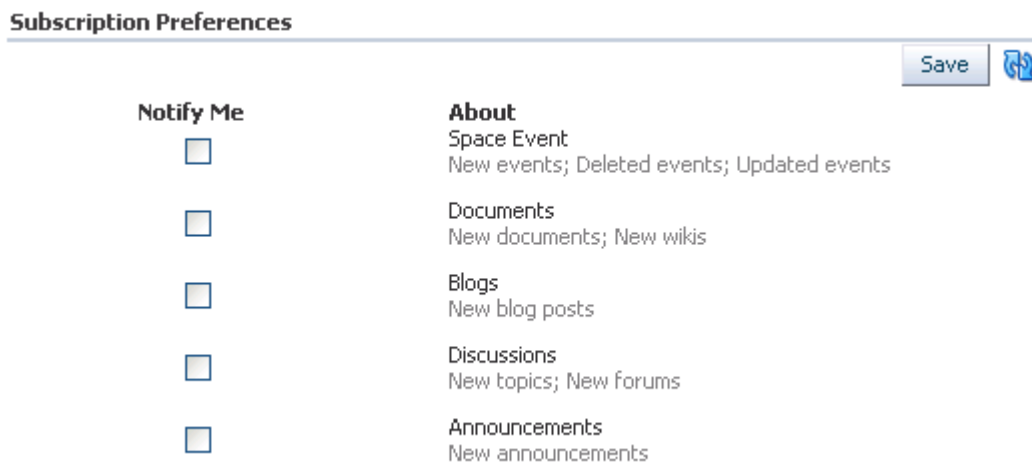 Subscription Preferences
Save
Notify Me About
Space Event
New events; Deleted events; Updated events
Documents
New documents; New wikis
Blogs
New blog posts
Discussions
New topics; New forums
Announcements
New announcements